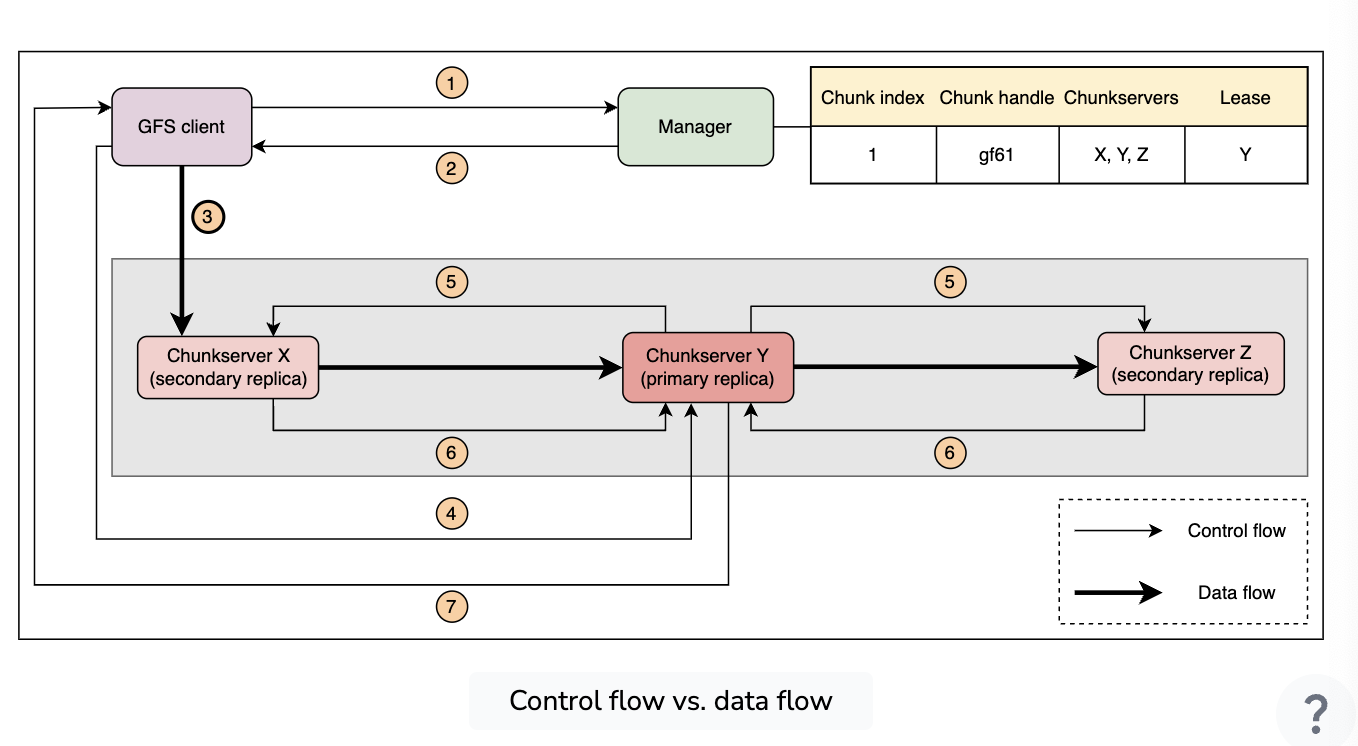 1
GFS client
Manager
2
Chunk index Chunk handle Chunkservers Lease
1 gf61 X, Y, Z Y
3
5 5
Chunkserver X
(secondary replica)
Chunkserver Y
(primary replica)
Chunkserver Z
(secondary replica)
6 6
4
7
Control flow
Data flow
Control flow vs. data flow
?